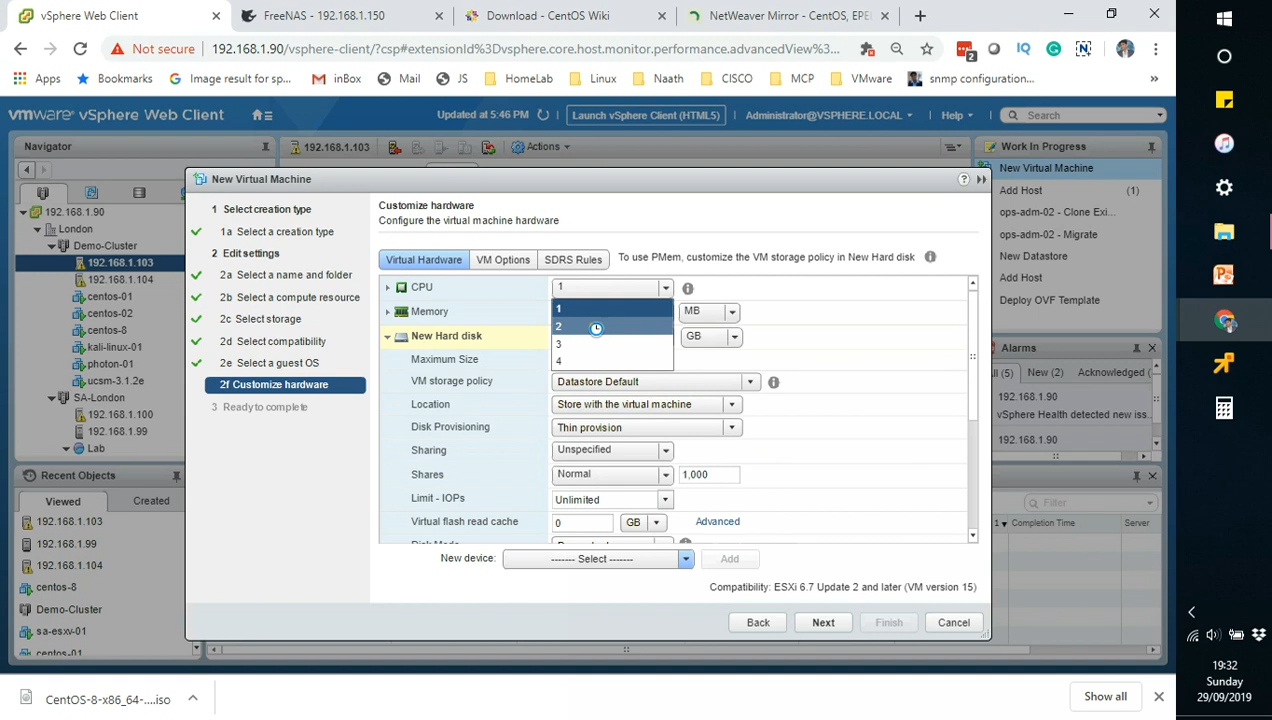 vSphere Web Client
FreeNAS - 192.168.1.150
Download - CentOS Wiki
NetWeaver Mirror - CentOS, EPE
Not secure
192.168.1.90/vsphere-client/?csp#extensionId%3Dvsphere.core.host.monitor.performance.advancedView%3...
2
IQ
Apps
Bookmarks
Image result for sp...
inBox
Mail
JS
HomeLab
Linux
Naath
CISCO
MCP
VMware
snmp configuration...
vmware vSphere Web Client
Updated at 5:46 PM
Launch vSphere Client (HTML5)
Administrator@VSPHERE.LOCAL
Help
Search
Navigator
192.168.1.103
Actions
Work In Progress
New Virtual Machine
Add Host
(1)
ops-adm-02 - Clone Exi...
ops-adm-02 - Migrate
New Datastore
Add Host
Deploy OVF Template
192.168.1.90
London
Demo-Cluster
192.168.1.103
192.168.1.104
centos-01
centos-02
centos-8
kali-linux-01
photon-01
ucsm-3.1.2e
SA-London
192.168.1.100
192.168.1.99
Lab
New Virtual Machine
1 Select creation type
1a Select a creation type
2 Edit settings
2a Select a name and folder
2b Select a compute resource
2c Select storage
2d Select compatibility
2e Select a guest OS
2f Customize hardware
3 Ready to complete
Customize hardware
Configure the virtual machine hardware
Virtual Hardware
VM Options
SDRS Rules
To use PMem, customize the VM storage policy in New Hard disk
CPU
1
1
2
3
4
Memory
MB
New Hard disk
GB
Maximum Size
VM storage policy
Datastore Default
Location
Store with the virtual machine
Disk Provisioning
Thin provision
Sharing
Unspecified
Shares
Normal
1,000
Limit - IOPs
Unlimited
Virtual flash read cache
0
GB
Advanced
New device:
------- Select -------
Add
Compatibility: ESXi 6.7 Update 2 and later (VM version 15)
Back
Next
Finish
Cancel
Alarms
All (5)
New (2)
Acknowledged (
192.168.1.90
vSphere Health detected new iss...
192.168.1.90
Filter
Completion Time
Server
Recent Objects
Viewed
Created
192.168.1.103
192.168.1.99
192.168.1.104
centos-8
Demo-Cluster
sa-esxv-01
centos-01
CentOS-8-x86_64-....iso
Show all
19:32
Sunday
29/09/2019